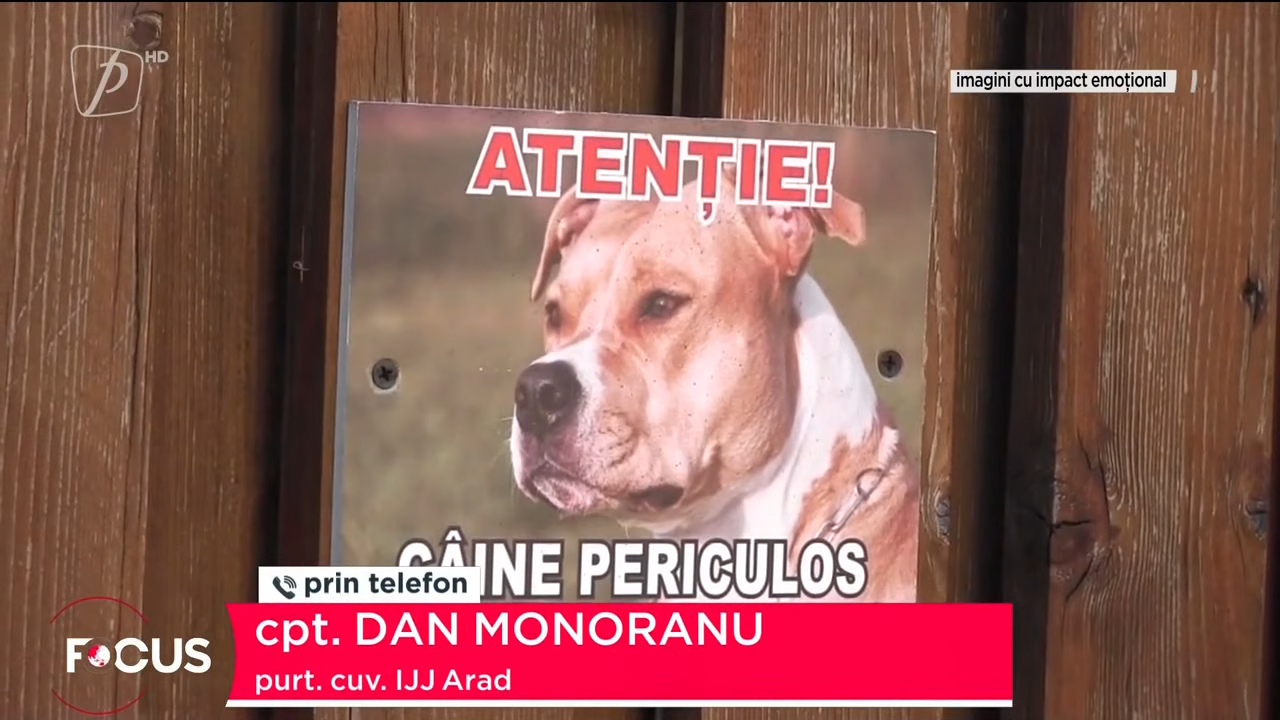 p HD
imagini cu impact emoțional
ATENȚIE!
CÂINE PERICULOS
prin telefon
cpt. DAN MONORANU
purt. cuv. IJJ Arad
FOCUS